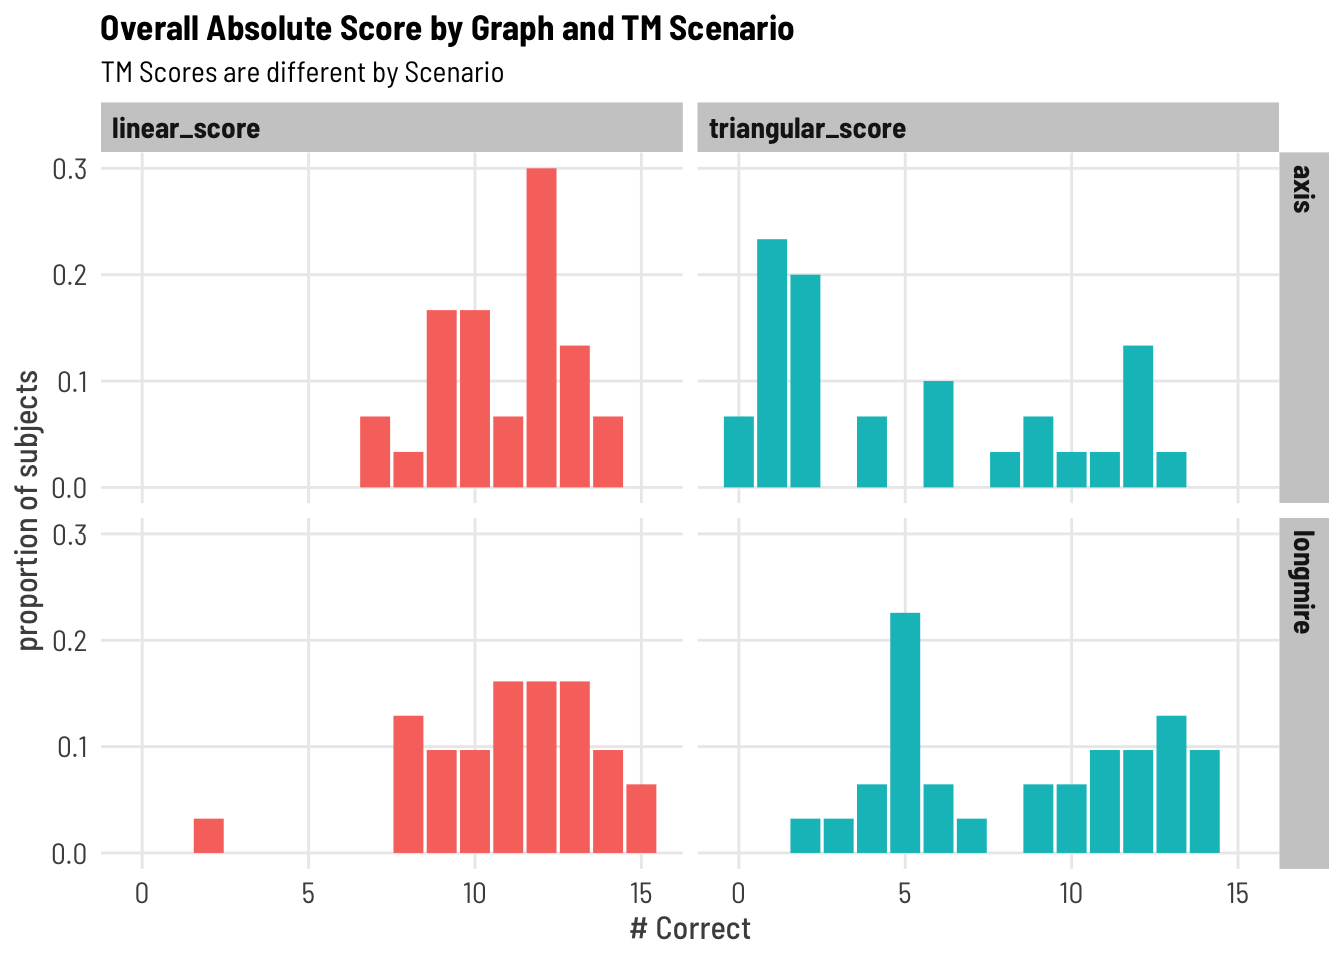 Overall Absolute Score by Graph and TM Scenario
TM Scores are different by Scenario
linear_score
triangular_score
axis
longmire
proportion of subjects
0.3
0.2
0.1
0.0
0.3
0.2
0.1
0.0
0 5 10 15
0 5 10 15
# Correct